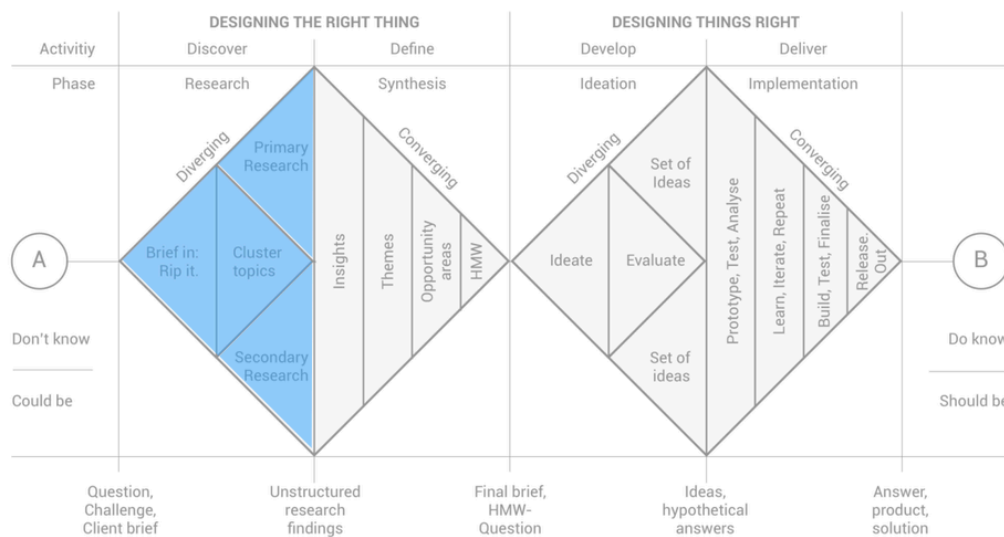 DESIGNING THE RIGHT THING
DESIGNING THINGS RIGHT
Activitiy
Discover
Define
Develop
Deliver
Phase
Research
Synthesis
Ideation
Implementation
Diverging
Converging
Diverging
Converging
A
Brief in:
Rip it.
Cluster
topics
Primary
Research
Secondary
Research
Insights
Themes
Opportunity
areas
HMW
Ideate
Evaluate
Set of
Ideas
Set of
ideas
Prototype, Test, Analyse
Learn, Iterate, Repeat
Build, Test, Finalise
Release.
Out
B
Don't know
Could be
Do know
Should be
Question,
Challenge,
Client brief
Unstructured
research
findings
Final brief,
HMW-
Question
Ideas,
hypothetical
answers
Answer,
product,
solution